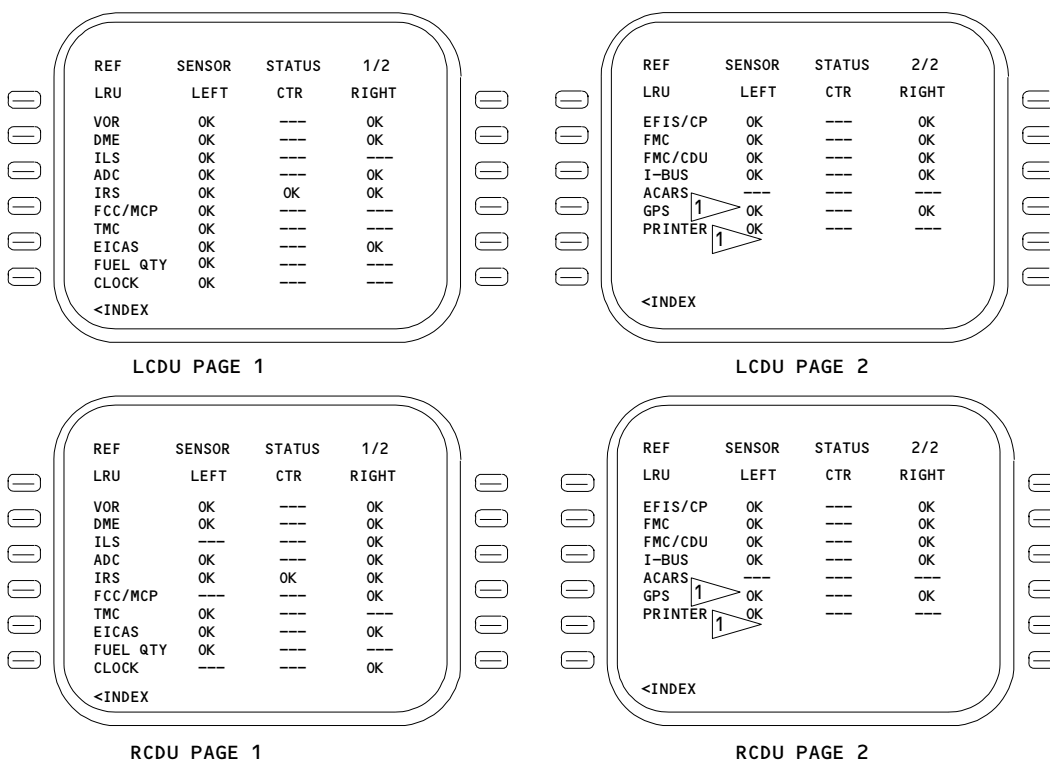 REF SENSOR STATUS 1/2
LRU LEFT CTR RIGHT
VOR OK --- OK
DME OK --- OK
ILS OK --- ---
ADC OK --- OK
IRS OK OK OK
FCC/MCP OK --- ---
TMC OK --- ---
EICAS OK --- OK
FUEL QTY OK --- ---
CLOCK OK --- ---
<INDEX
LCDU PAGE 1
REF SENSOR STATUS 2/2
LRU LEFT CTR RIGHT
EFIS/CP OK --- OK
FMC OK --- OK
FMC/CDU OK --- OK
I-BUS OK --- OK
ACARS --- --- ---
GPS 1 OK --- OK
PRINTER 1 OK --- ---
<INDEX
LCDU PAGE 2
REF SENSOR STATUS 1/2
LRU LEFT CTR RIGHT
VOR OK --- OK
DME OK --- OK
ILS --- --- OK
ADC OK --- OK
IRS OK OK OK
FCC/MCP --- --- OK
TMC OK --- ---
EICAS OK --- OK
FUEL QTY OK --- ---
CLOCK --- --- OK
<INDEX
RCDU PAGE 1
REF SENSOR STATUS 2/2
LRU LEFT CTR RIGHT
EFIS/CP OK --- OK
FMC OK --- OK
FMC/CDU OK --- OK
I-BUS OK --- OK
ACARS --- --- ---
GPS 1 OK --- OK
PRINTER 1 OK --- ---
<INDEX
RCDU PAGE 2